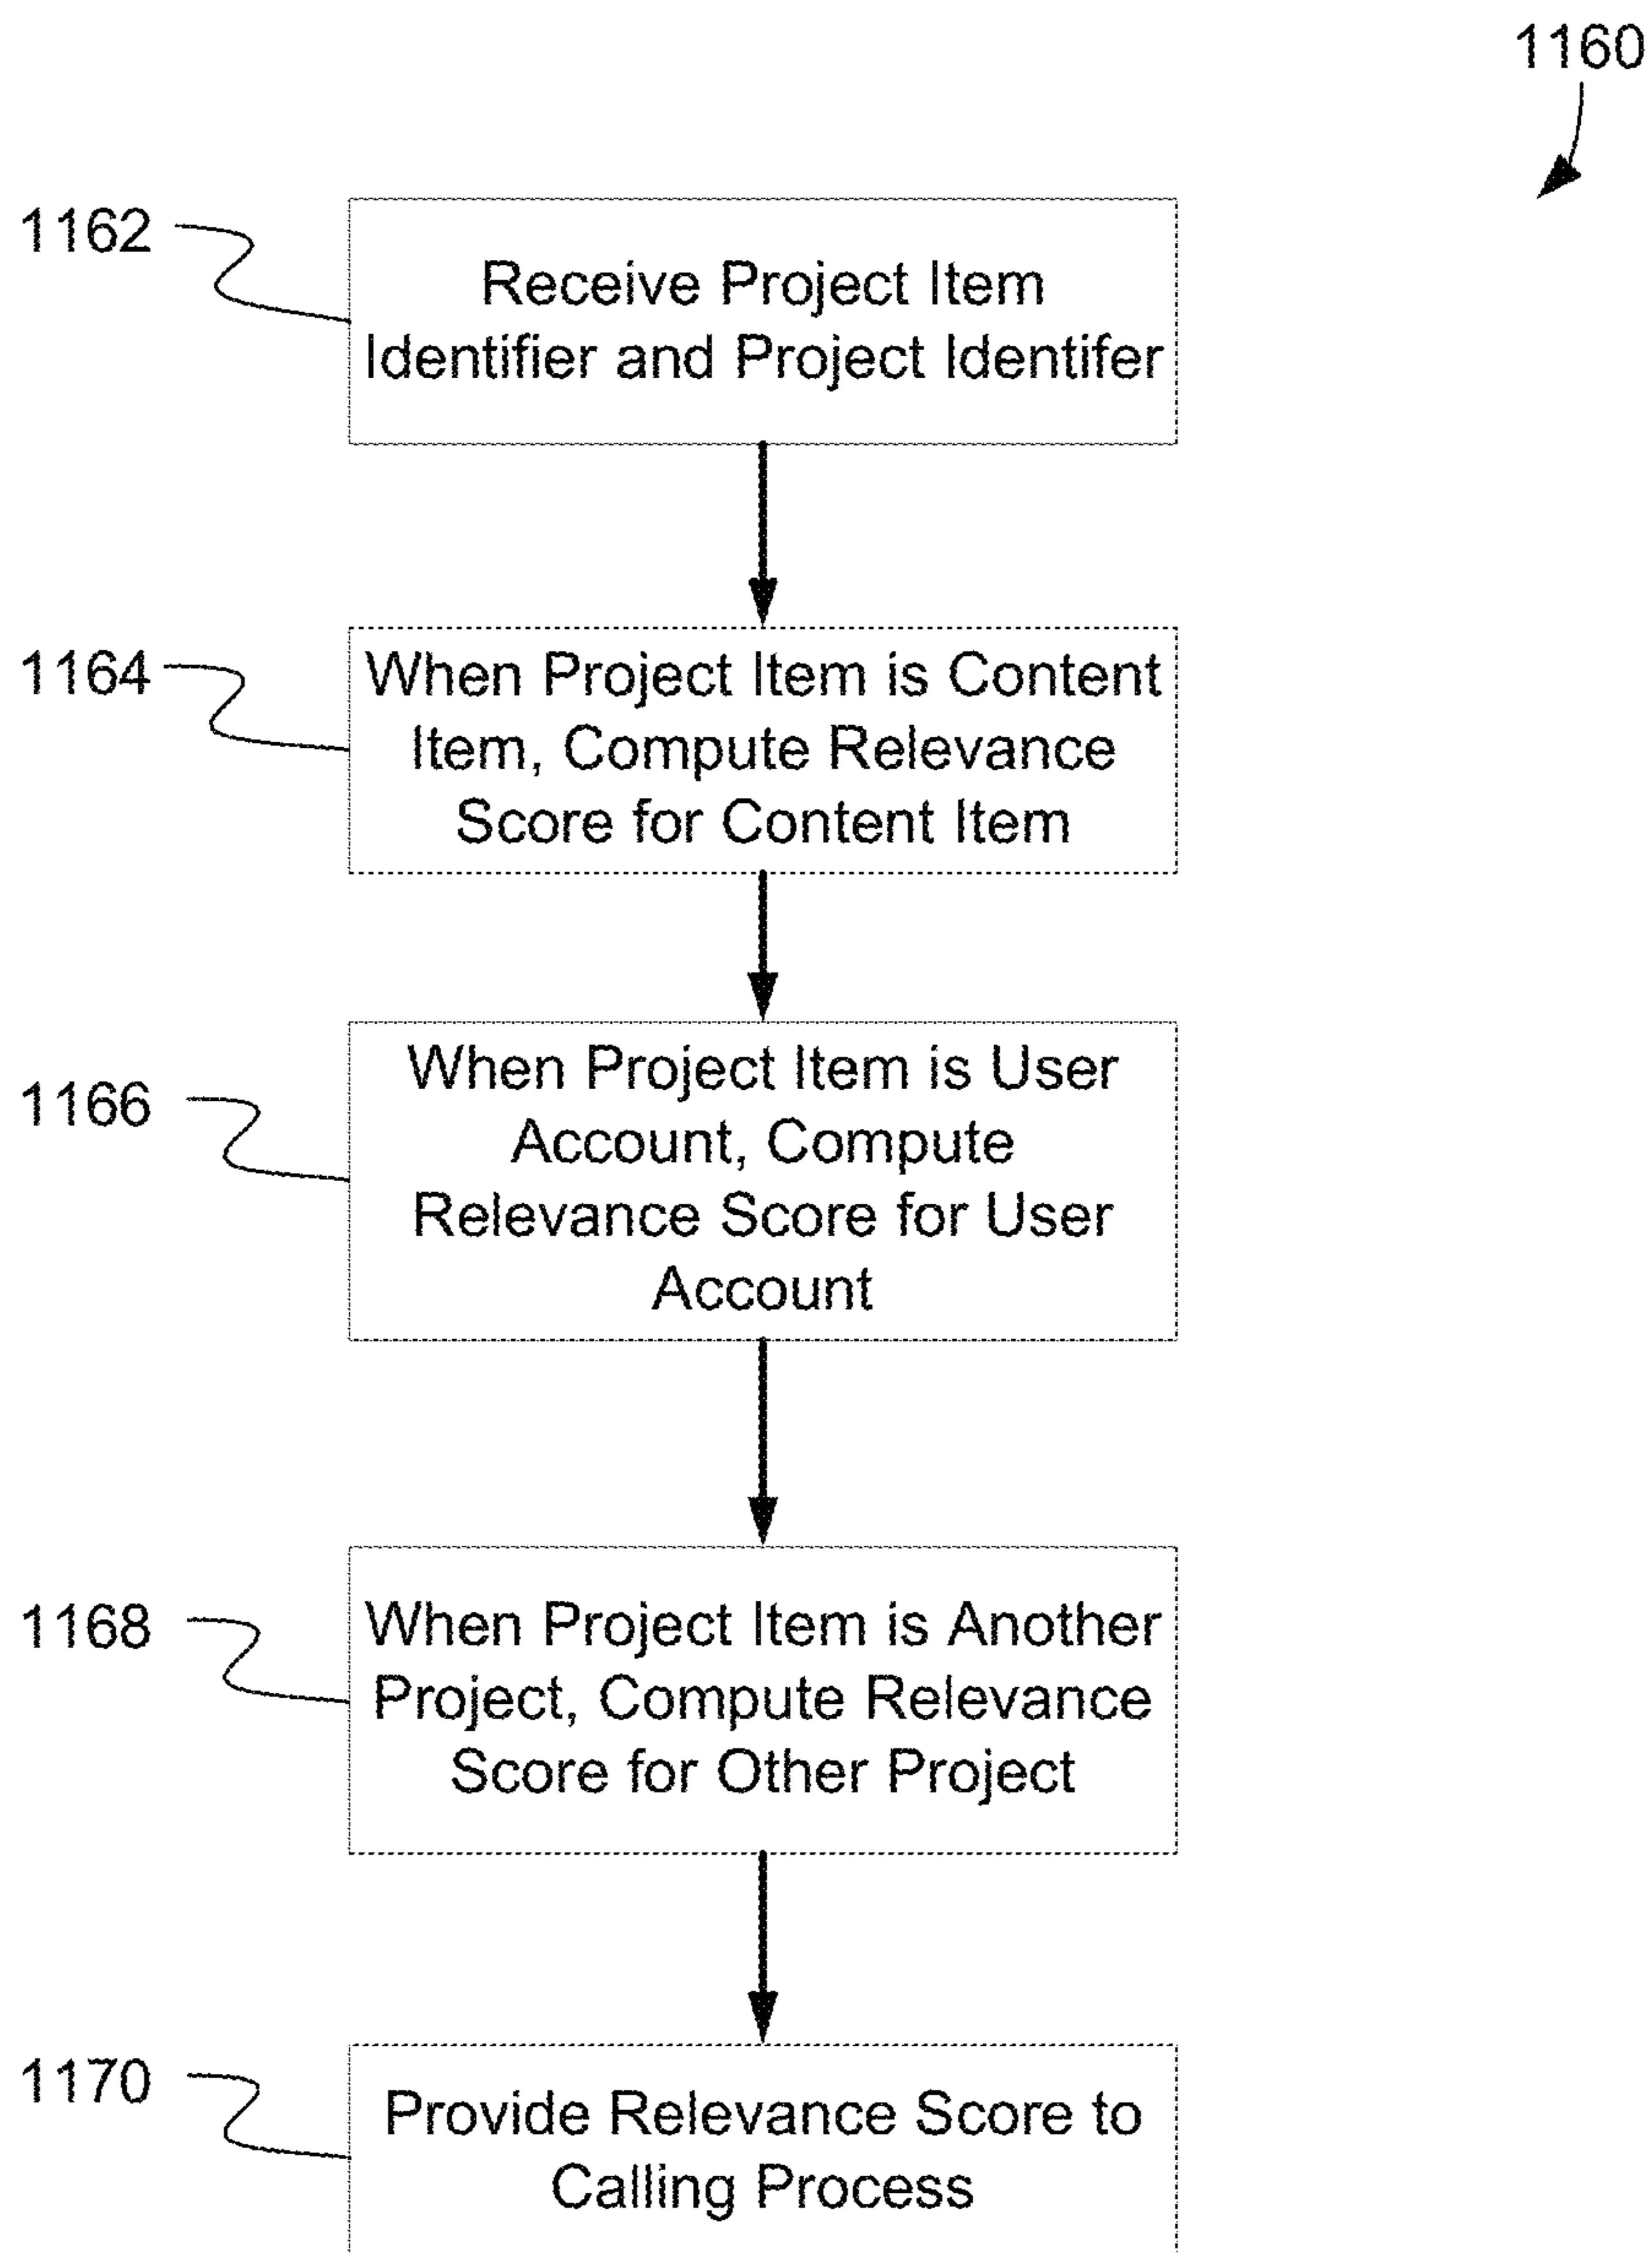 1160
1162
Receive Project Item
Identifier and Project Identifer
1164
When Project Item is Content
Item, Compute Relevance
Score for Content Item
1166
When Project Item is User
Account, Compute
Relevance Score for User
Account
1168
When Project Item is Another
Project, Compute Relevance
Score for Other Project
1170
Provide Relevance Score to
Calling Process